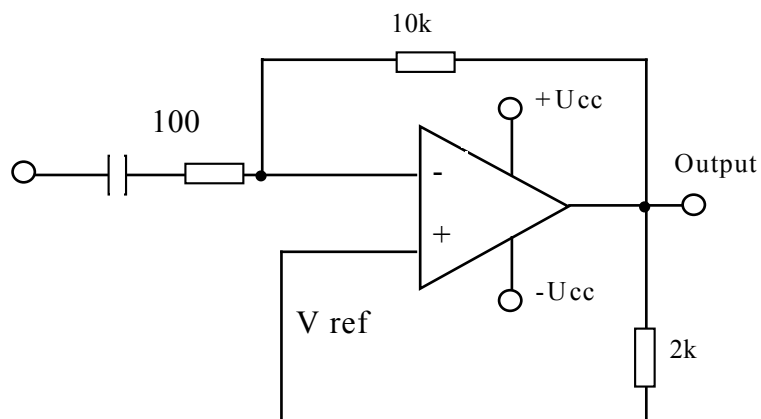 10k
100
+Ucc
Output
-
+
-Ucc
V ref
2k